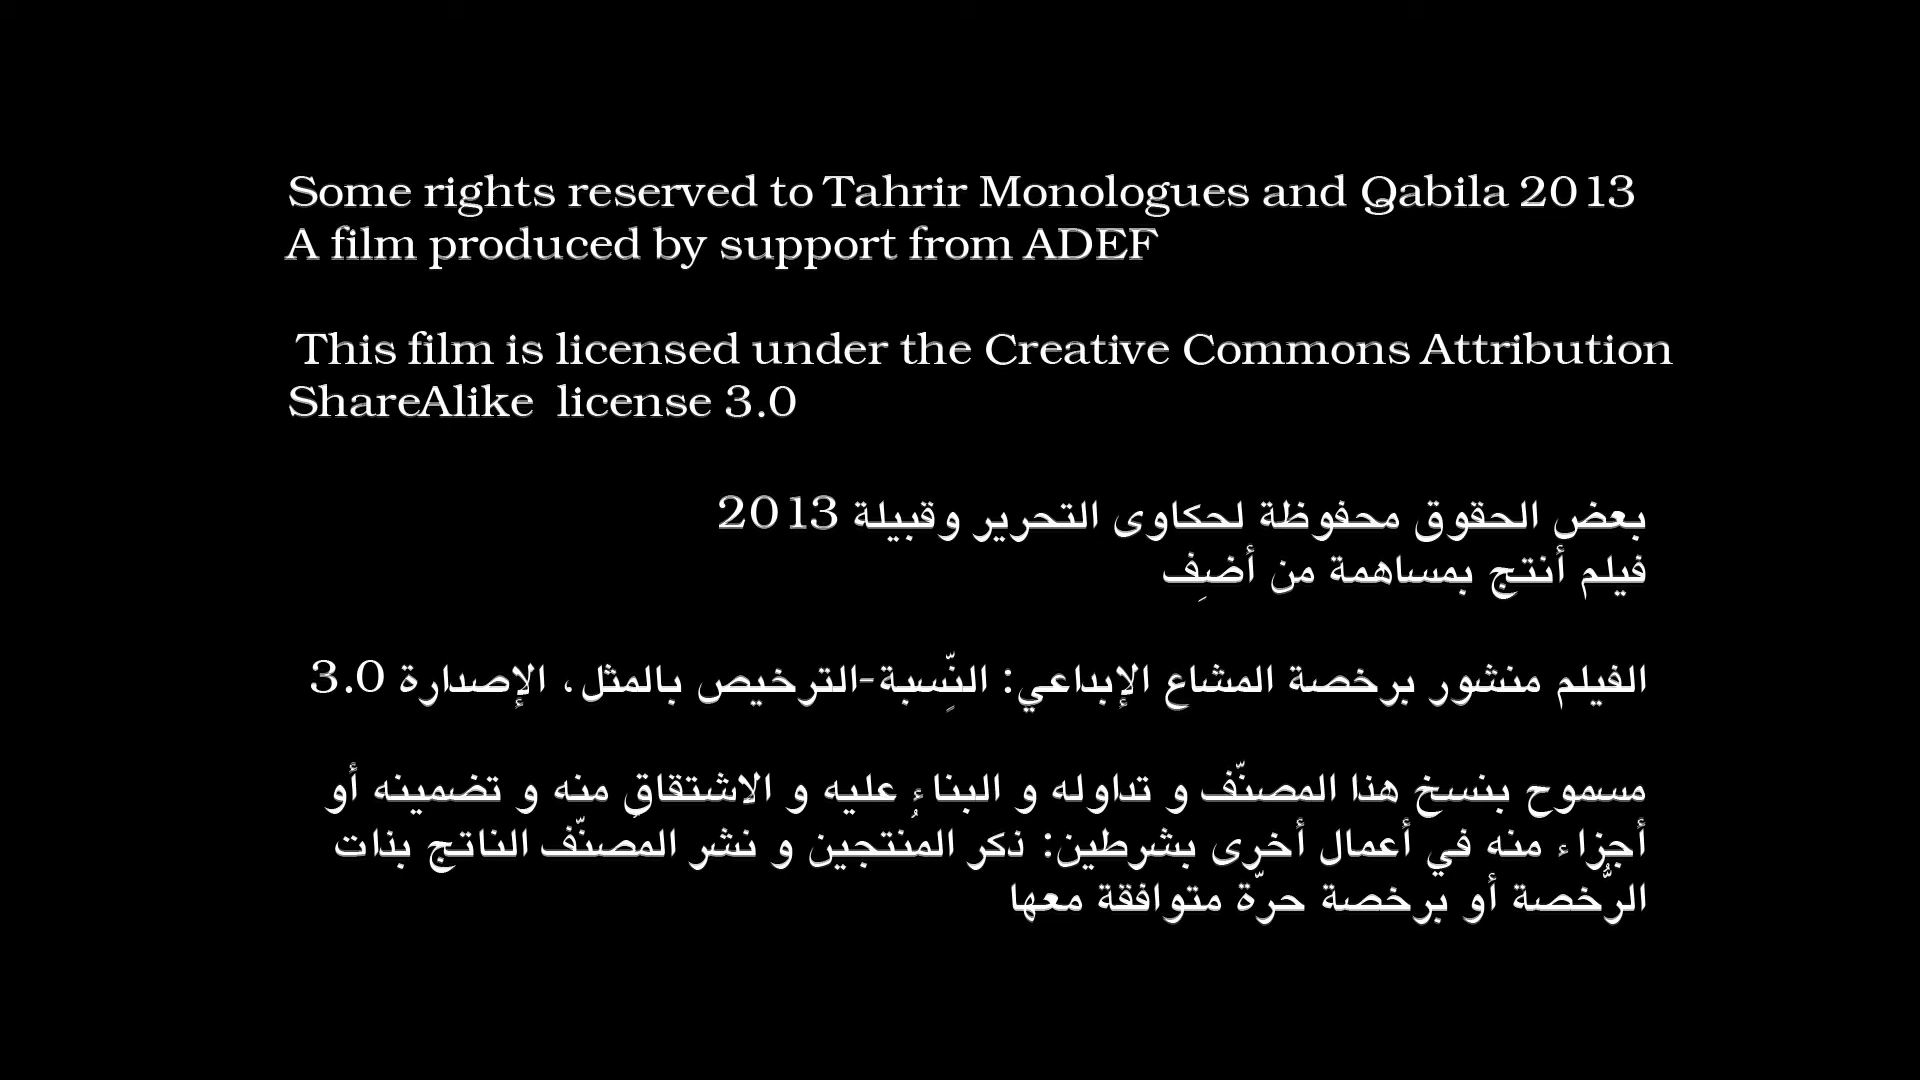 Some rights reserved to Tahrir Monologues and Qabila 2013
A film produced by support from ADEF
This film is licensed under the Creative Commons Attribution
ShareAlike license 3.0
بعض الحقوق محفوظة لحكاوى التحرير وقبيلة 2013
فيلم أنتج بمساهمة من أضِف
الفيلم منشور برخصة المشاع الإبداعي: النِّسبة-الترخيص بالمثل، الإصدارة 3.0
مسموح بنسخ هذا المصنّف و تداوله و البناءِ عليه و الاشتقاقِ منه و تضمينه أو
أجزاء منه في أعمال أخرى بشرطين: ذكر المُنتجين و نشر المُصنّف الناتج بذات
الرُّخصة أو برخصة حرّة متوافقة معها